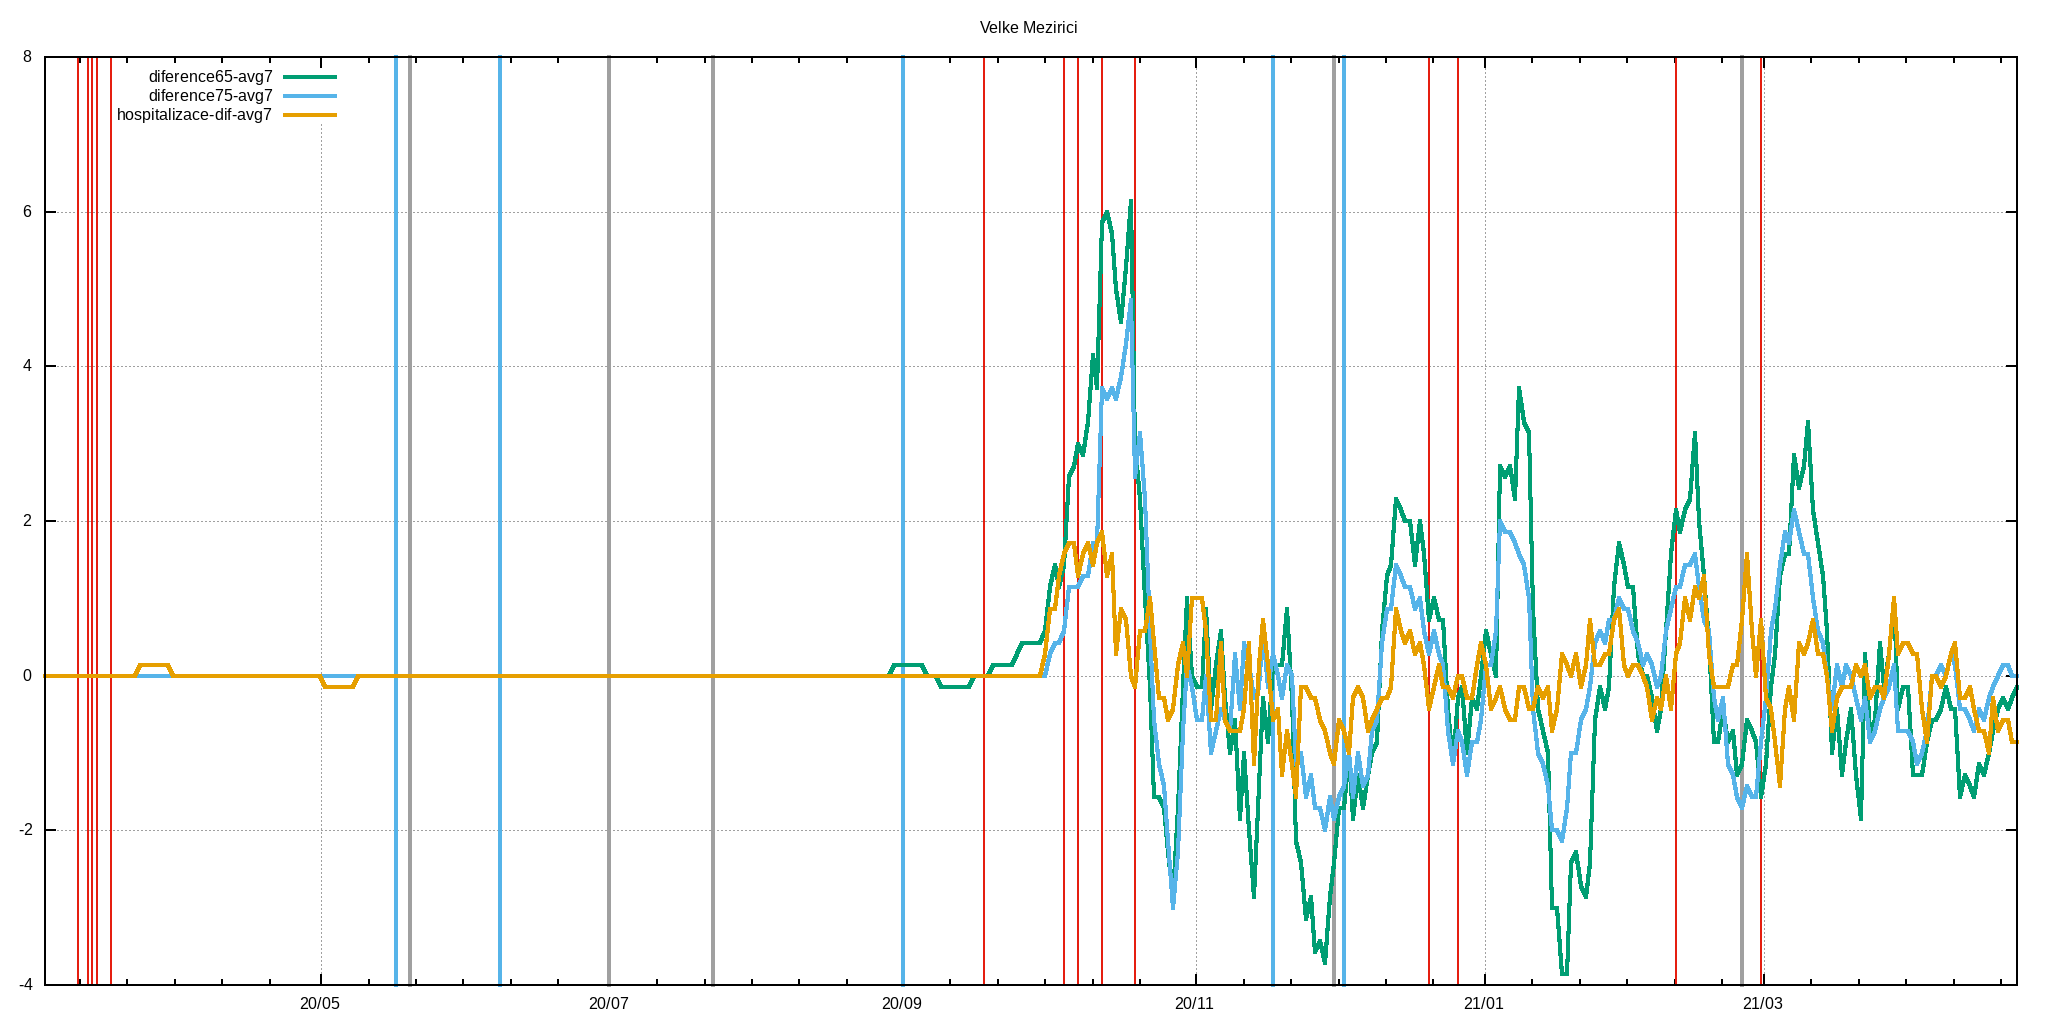 Velke Mezirici
8
diference65-avg7
diference75-avg7
hospitalizace-dif-avg7
6
4
2
0
-2
-4
20/05 20/07 20/09 20/11 21/01 21/03